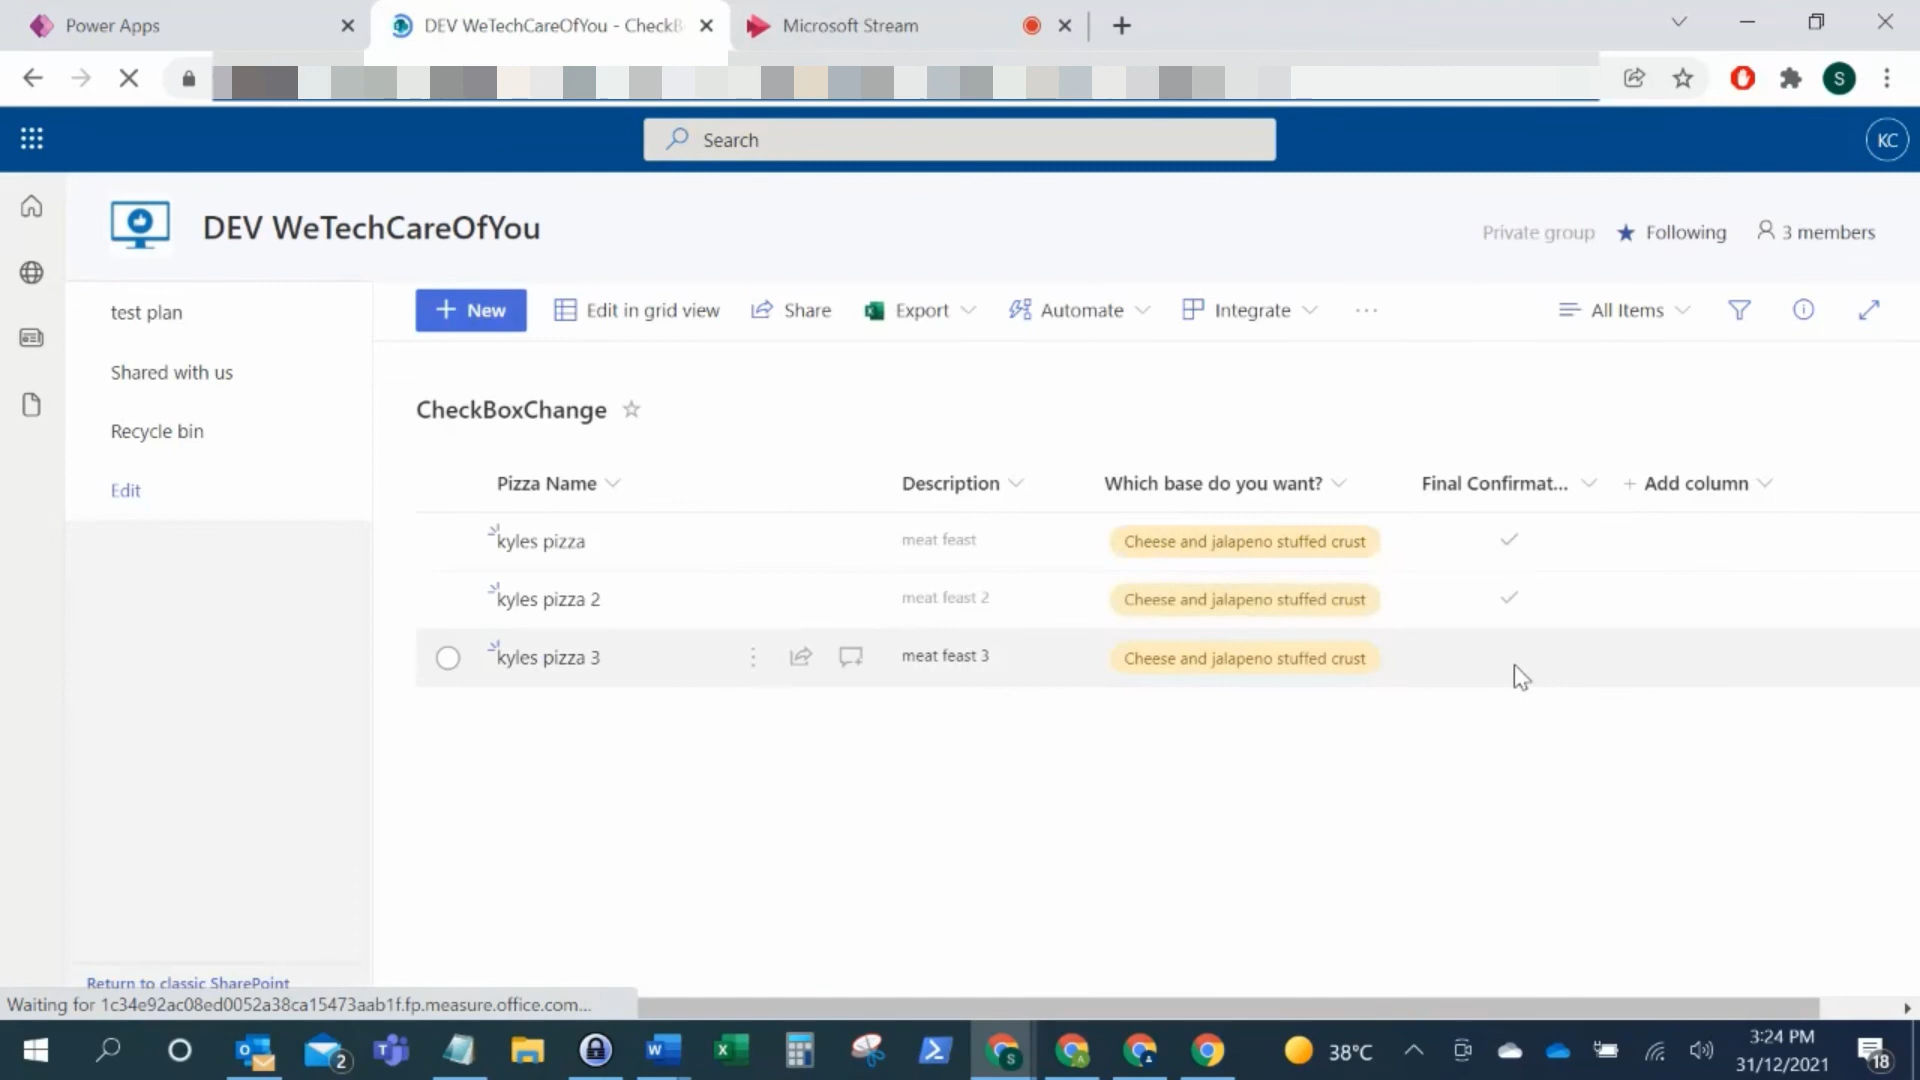 Power Apps
DEV WeTechCareOfYou - CheckB
Microsoft Stream
S
Search
KC
DEV WeTechCareOfYou
Private group
Following
3 members
test plan
Shared with us
Recycle bin
Edit
Return to classic SharePoint
+ New
Edit in grid view
Share
Export
Automate
Integrate
...
All Items
CheckBoxChange
Pizza Name
Description
Which base do you want?
Final Confirmat...
+ Add column
kyles pizza
meat feast
Cheese and jalapeno stuffed crust
kyles pizza 2
meat feast 2
Cheese and jalapeno stuffed crust
kyles pizza 3
meat feast 3
Cheese and jalapeno stuffed crust
Waiting for 1c34e92ac08ed0052a38ca15473aab1f.fp.measure.office.com...
2
38°C
3:24 PM
31/12/2021
18